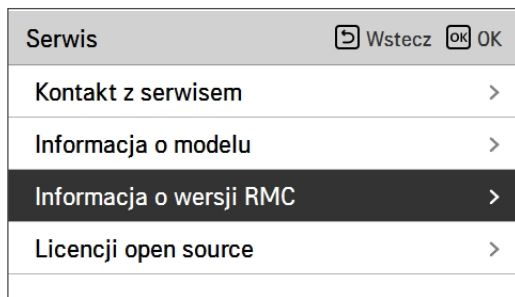 Serwis Wstecz OK OK
Kontakt z serwisem >
Informacja o modelu >
Informacja o wersji RMC >
Licencji open source >